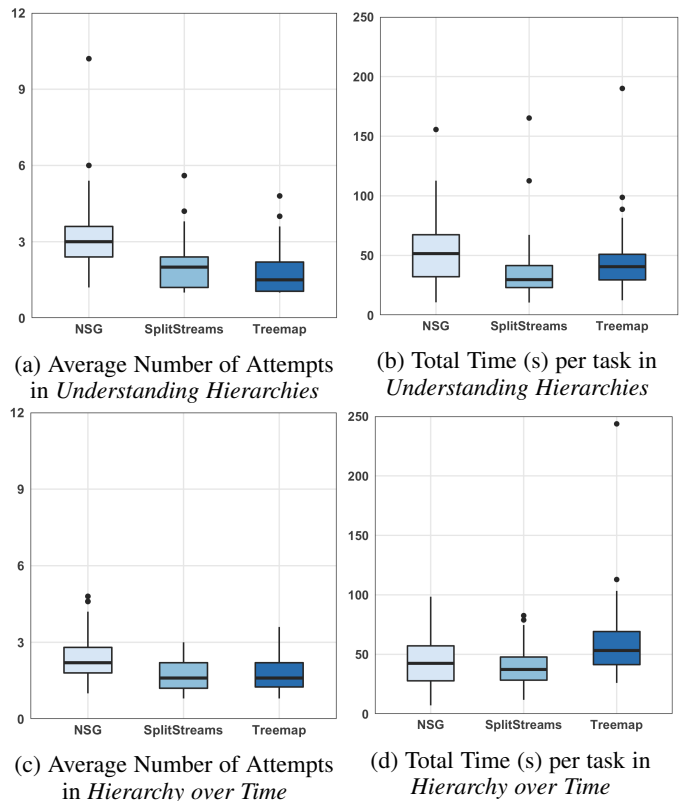 12
9
6
3
0
NSG SplitStreams Treemap
(a) Average Number of Attempts
in Understanding Hierarchies
250
200
150
100
50
0
NSG SplitStreams Treemap
(b) Total Time (s) per task in
Understanding Hierarchies
12
9
6
3
0
NSG SplitStreams Treemap
(c) Average Number of Attempts
in Hierarchy over Time
250
200
150
100
50
0
NSG SplitStreams Treemap
(d) Total Time (s) per task in
Hierarchy over Time